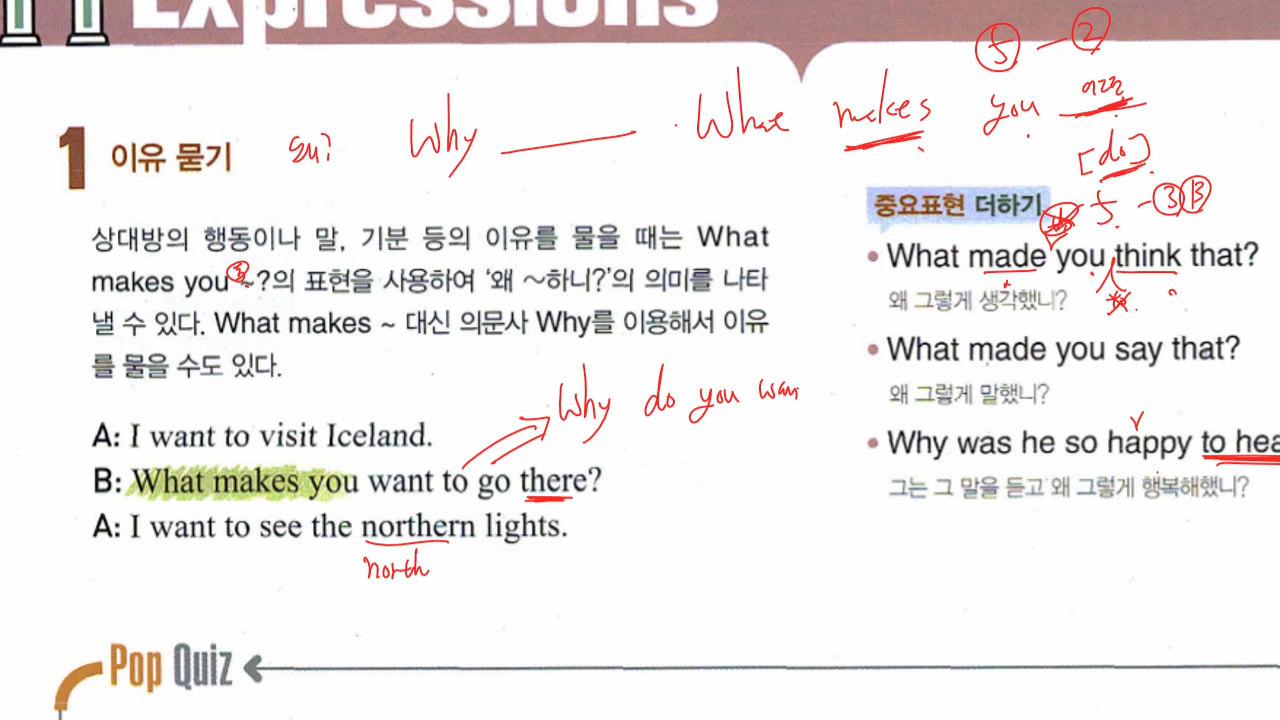 Expressions
5 — 2
1 이유 묻기
왜? Why What makes you
[do]
상대방의 행동이나 말, 기분 등의 이유를 물을 때는 What
makes you ~?의 표현을 사용하여 ‘왜 ~하니?’의 의미를 나타
낼 수 있다. What makes ~ 대신 의문사 Why를 이용해서 이유
를 물을 수도 있다.
Why do you wan
A: I want to visit Iceland.
B: What makes you want to go there?
A: I want to see the northern lights.
north
중요표현 더하기
5 - 3
• What made you think that?
왜 그렇게 생각했니?
• What made you say that?
왜 그렇게 말했니?
• Why was he so happy to hea
그는 그 말을 듣고 왜 그렇게 행복해했니?
Pop Quiz